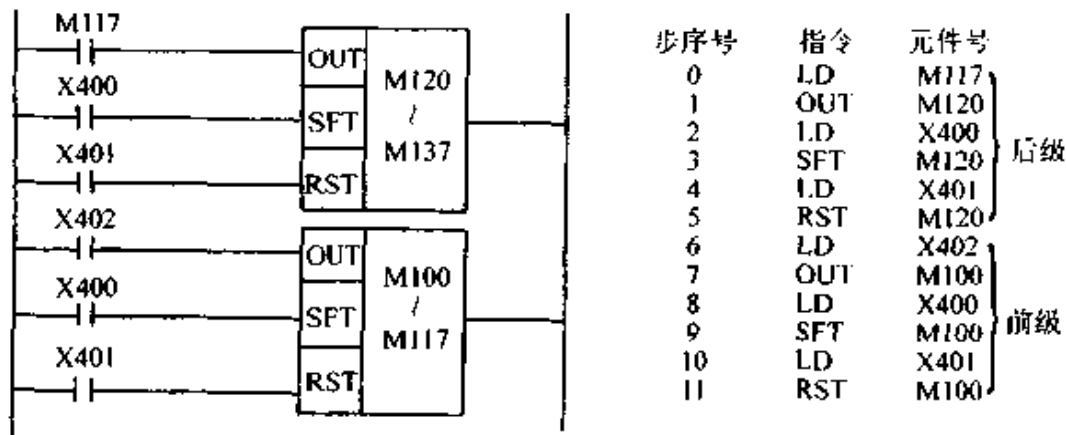 M117
OUT
X400
SFT
X401
RST
M120
~
M137
X402
OUT
X400
SFT
X401
RST
M100
~
M117
步序号 指令 元件号
0 LD M117
1 OUT M120
2 LD X400
3 SFT M120
4 LD X401
5 RST M120
后级
6 LD X402
7 OUT M100
8 LD X400
9 SFT M100
10 LD X401
11 RST M100
前级